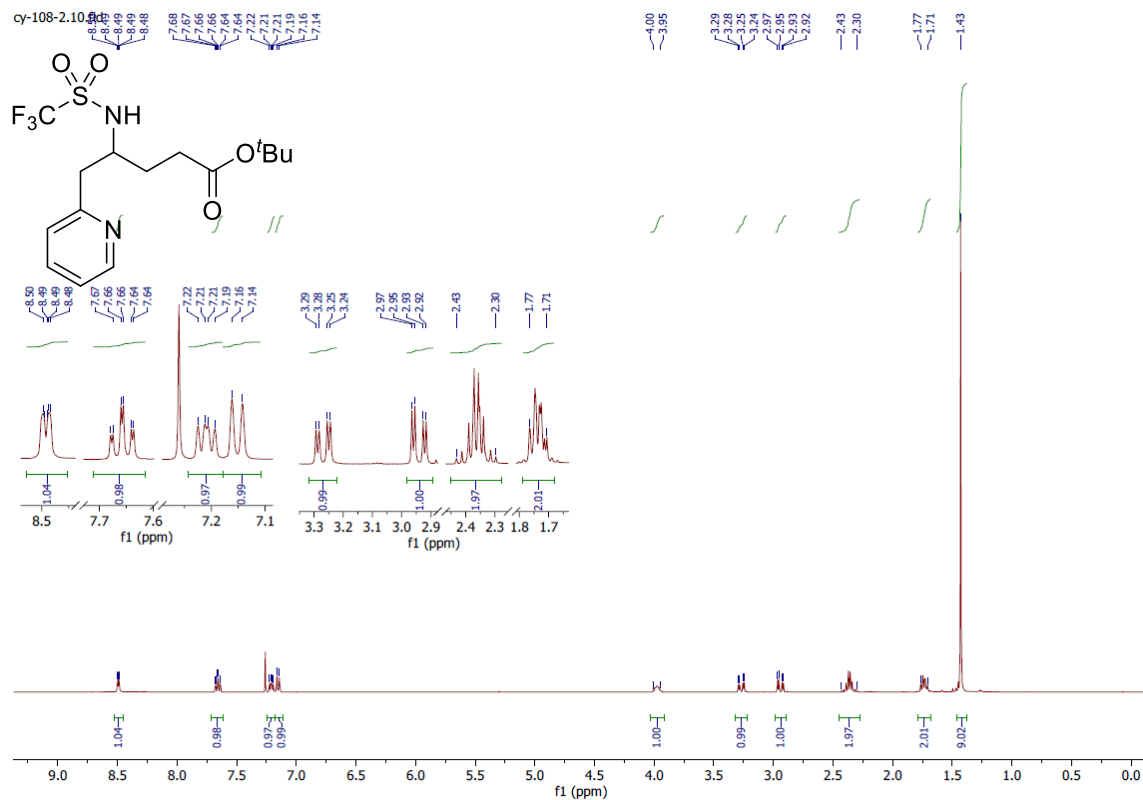 cy-108-2.10.fid
8.50 8.49 8.49 8.49 8.48 7.68 7.67 7.66 7.66 7.64 7.64 7.22 7.21 7.21 7.19 7.16 7.14 4.00 3.95 3.29 3.28 3.25 3.24 2.97 2.95 2.93 2.92 2.43 2.30 1.77 1.71 1.43
O O
S
F3C NH
OtBu
O
N
8.50 8.49 8.49 8.48 7.67 7.66 7.66 7.64 7.64 7.22 7.21 7.21 7.19 7.16 7.14 3.29 3.28 3.25 3.24 2.97 2.95 2.93 2.92 2.43 2.30 1.77 1.71
1.04 0.98 0.97 0.99 0.99 1.00 1.97 2.01
8.5 7.7 7.6 7.2 7.1 3.3 3.2 3.1 3.0 2.9 2.4 2.3 1.8 1.7
f1 (ppm) f1 (ppm)
1.04 0.98 0.97 0.99 1.00 0.99 1.00 1.97 2.01 9.02
9.0 8.5 8.0 7.5 7.0 6.5 6.0 5.5 5.0 4.5 4.0 3.5 3.0 2.5 2.0 1.5 1.0 0.5 0.0
f1 (ppm)